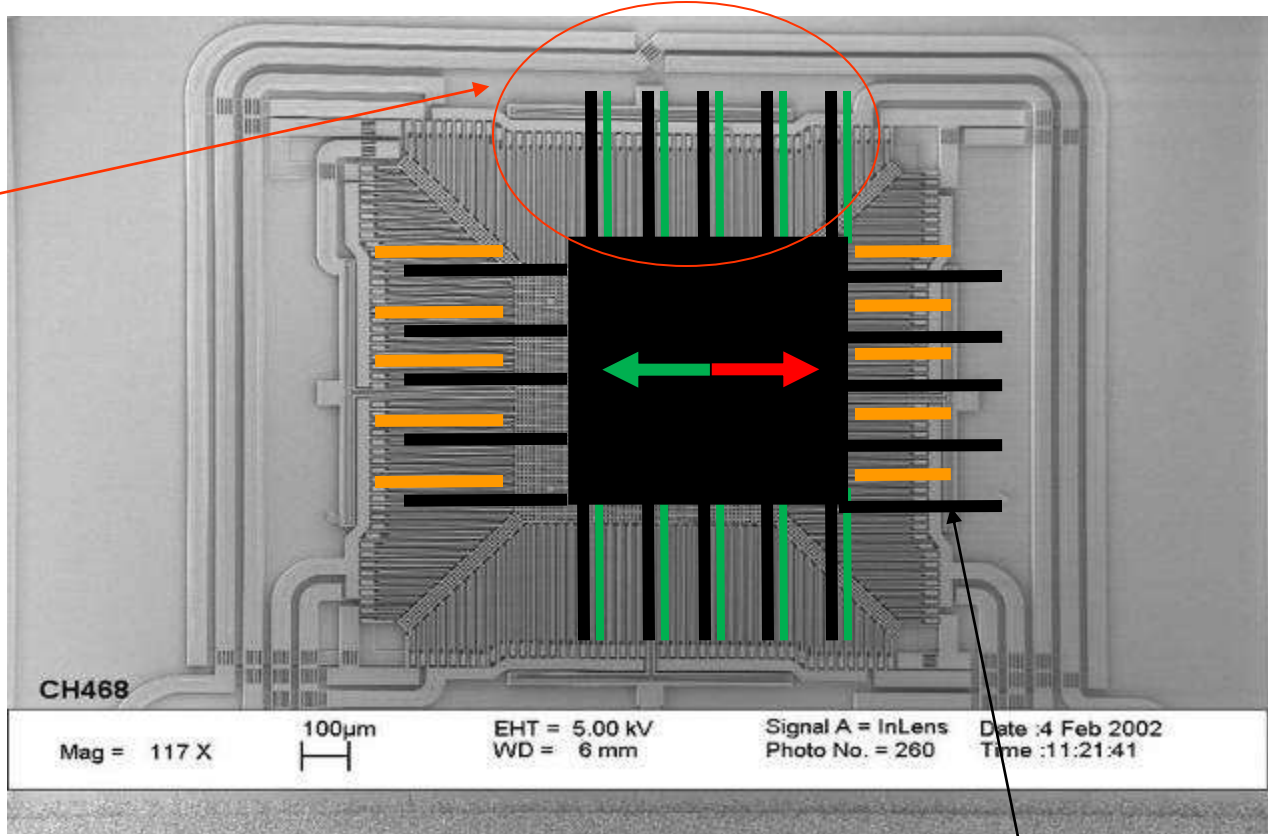 CH468
Mag = 117 X
100µm
EHT = 5.00 kV
WD = 6 mm
Signal A = InLens
Photo No. = 260
Date :4 Feb 2002
Time :11:21:41